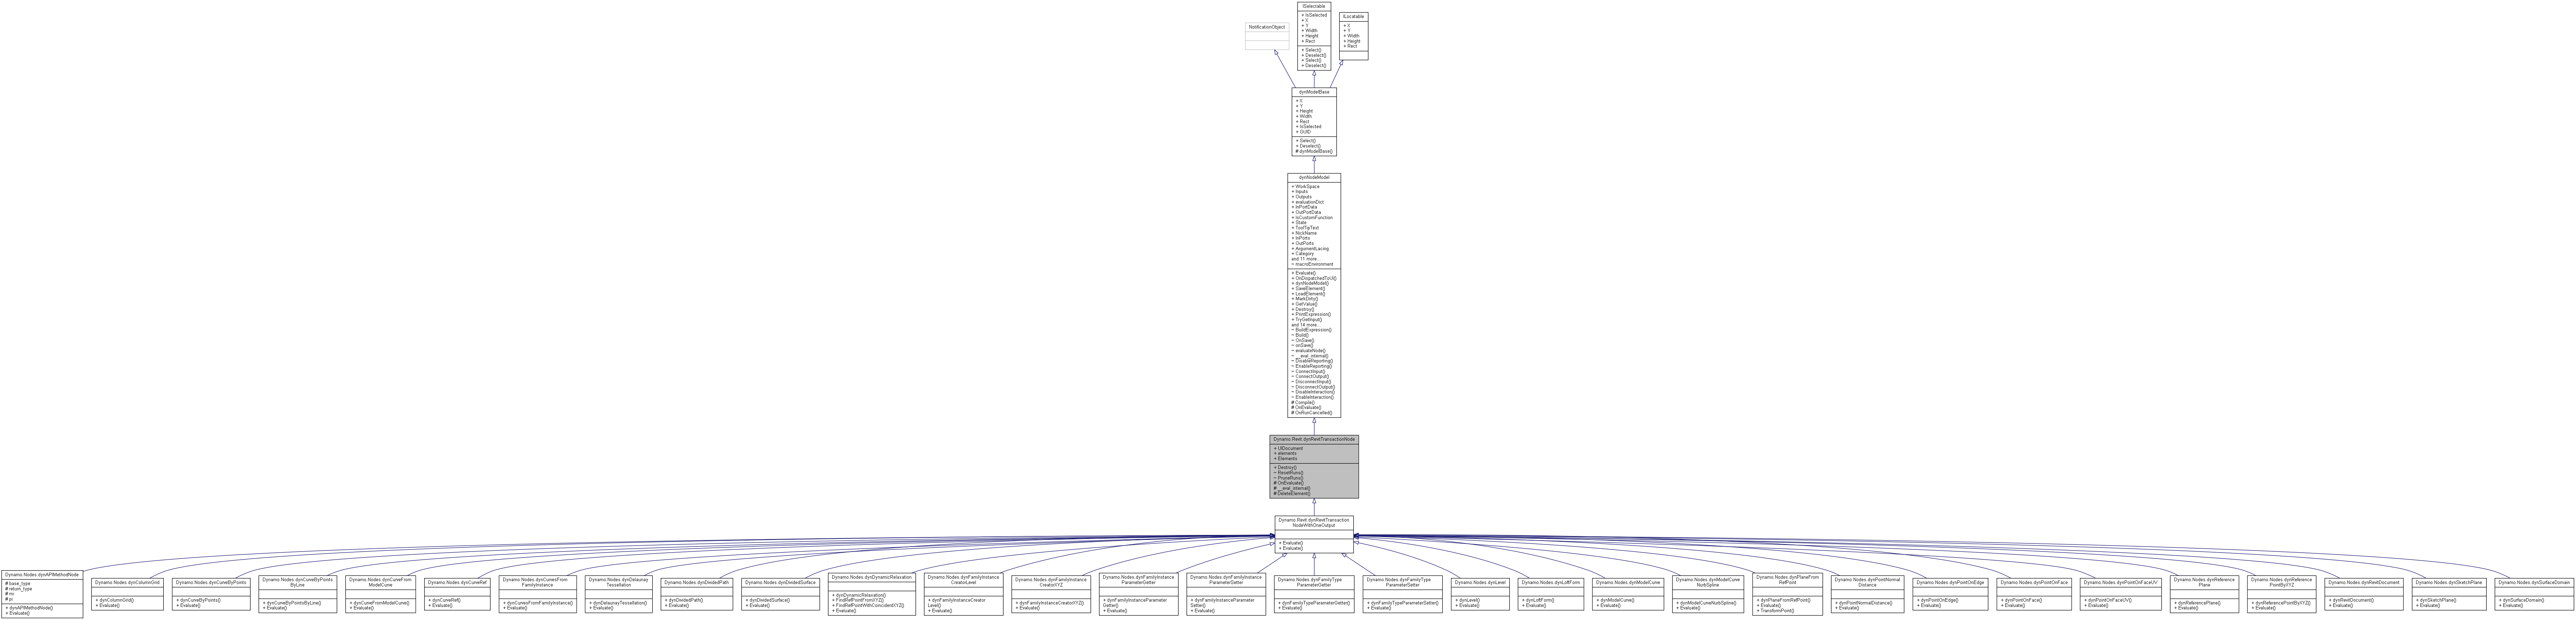 ISelectable
+ IsSelected
+ X
+ Y
+ Width
+ Height
+ Rect
+ Select()
+ Deselect()
+ Select()
+ Deselect()
ILocatable
+ X
+ Y
+ Width
+ Height
+ Rect
NotificationObject
dynModelBase
+ X
+ Y
+ Height
+ Width
+ Rect
+ IsSelected
+ GUID
+ Select()
+ Deselect()
# dynModelBase()
dynNodeModel
+ WorkSpace
+ Inputs
+ Outputs
+ evaluationDict
+ InPortData
+ OutPortData
+ IsCustomFunction
+ State
+ ToolTipText
+ NickName
+ InPorts
+ OutPorts
+ ArgumentLacing
+ Category
and 11 more...
~ macroEnvironment
+ Evaluate()
+ OnDispatchedToUI()
+ dynNodeModel()
+ SaveElement()
+ LoadElement()
+ MarkDirty()
+ GetValue()
+ Destroy()
+ PrintExpression()
+ TryGetInput()
and 14 more...
~ BuildExpression()
~ Build()
~ OnSave()
~ onSave()
~ evaluateNode()
~ __eval_internal()
~ DisableReporting()
~ EnableReporting()
~ ConnectInput()
~ ConnectOutput()
~ DisconnectInput()
~ DisconnectOutput()
~ DisableInteraction()
~ EnableInteraction()
# Compile()
# OnEvaluate()
# OnRunCancelled()
Dynamo.Revit.dynRevitTransactionNode
+ UIDocument
+ elements
+ Elements
+ Destroy()
~ ResetRuns()
~ PruneRuns()
# OnEvaluate()
# __eval_internal()
# DeleteElement()
Dynamo.Revit.dynRevitTransaction
NodeWithOneOutput
+ Evaluate()
+ Evaluate()
Dynamo.Nodes.dynAPIMethodNode
# base_type
# return_type
# mi
# pi
+ dynAPIMethodNode()
+ Evaluate()
Dynamo.Nodes.dynColumnGrid
+ dynColumnGrid()
+ Evaluate()
Dynamo.Nodes.dynCurveByPoints
+ dynCurveByPoints()
+ Evaluate()
Dynamo.Nodes.dynCurveByPoints
ByLine
+ dynCurveByPointsByLine()
+ Evaluate()
Dynamo.Nodes.dynCurveFrom
ModelCurve
+ dynCurveFromModelCurve()
+ Evaluate()
Dynamo.Nodes.dynCurveRef
+ dynCurveRef()
+ Evaluate()
Dynamo.Nodes.dynCurvesFrom
FamilyInstance
+ dynCurvesFromFamilyInstance()
+ Evaluate()
Dynamo.Nodes.dynDelaunay
Tessellation
+ dynDelaunayTessellation()
+ Evaluate()
Dynamo.Nodes.dynDividedPath
+ dynDividedPath()
+ Evaluate()
Dynamo.Nodes.dynDividedSurface
+ dynDividedSurface()
+ Evaluate()
Dynamo.Nodes.dynDynamicRelaxation
+ dynDynamicRelaxation()
+ FindRefPointFromXYZ()
+ FindRefPointWithCoincidentXYZ()
+ Evaluate()
Dynamo.Nodes.dynFamilyInstance
CreatorLevel
+ dynFamilyInstanceCreator
Level()
+ Evaluate()
Dynamo.Nodes.dynFamilyInstance
CreatorXYZ
+ dynFamilyInstanceCreatorXYZ()
+ Evaluate()
Dynamo.Nodes.dynFamilyInstance
ParameterGetter
+ dynFamilyInstanceParameter
Getter()
+ Evaluate()
Dynamo.Nodes.dynFamilyInstance
ParameterSetter
+ dynFamilyInstanceParameter
Setter()
+ Evaluate()
Dynamo.Nodes.dynFamilyType
ParameterGetter
+ dynFamilyTypeParameterGetter()
+ Evaluate()
Dynamo.Nodes.dynFamilyType
ParameterSetter
+ dynFamilyTypeParameterSetter()
+ Evaluate()
Dynamo.Nodes.dynLevel
+ dynLevel()
+ Evaluate()
Dynamo.Nodes.dynLoftForm
+ dynLoftForm()
+ Evaluate()
Dynamo.Nodes.dynModelCurve
+ dynModelCurve()
+ Evaluate()
Dynamo.Nodes.dynModelCurve
NurbSpline
+ dynModelCurveNurbSpline()
+ Evaluate()
Dynamo.Nodes.dynPlaneFrom
RefPoint
+ dynPlaneFromRefPoint()
+ Evaluate()
+ TransformPoint()
Dynamo.Nodes.dynPointNormal
Distance
+ dynPointNormalDistance()
+ Evaluate()
Dynamo.Nodes.dynPointOnEdge
+ dynPointOnEdge()
+ Evaluate()
Dynamo.Nodes.dynPointOnFace
+ dynPointOnFace()
+ Evaluate()
Dynamo.Nodes.dynPointOnFaceUV
+ dynPointOnFaceUV()
+ Evaluate()
Dynamo.Nodes.dynReference
Plane
+ dynReferencePlane()
+ Evaluate()
Dynamo.Nodes.dynReference
PointByXYZ
+ dynReferencePointByXYZ()
+ Evaluate()
Dynamo.Nodes.dynRevitDocument
+ dynRevitDocument()
+ Evaluate()
Dynamo.Nodes.dynSketchPlane
+ dynSketchPlane()
+ Evaluate()
Dynamo.Nodes.dynSurfaceDomain
+ dynSurfaceDomain()
+ Evaluate()